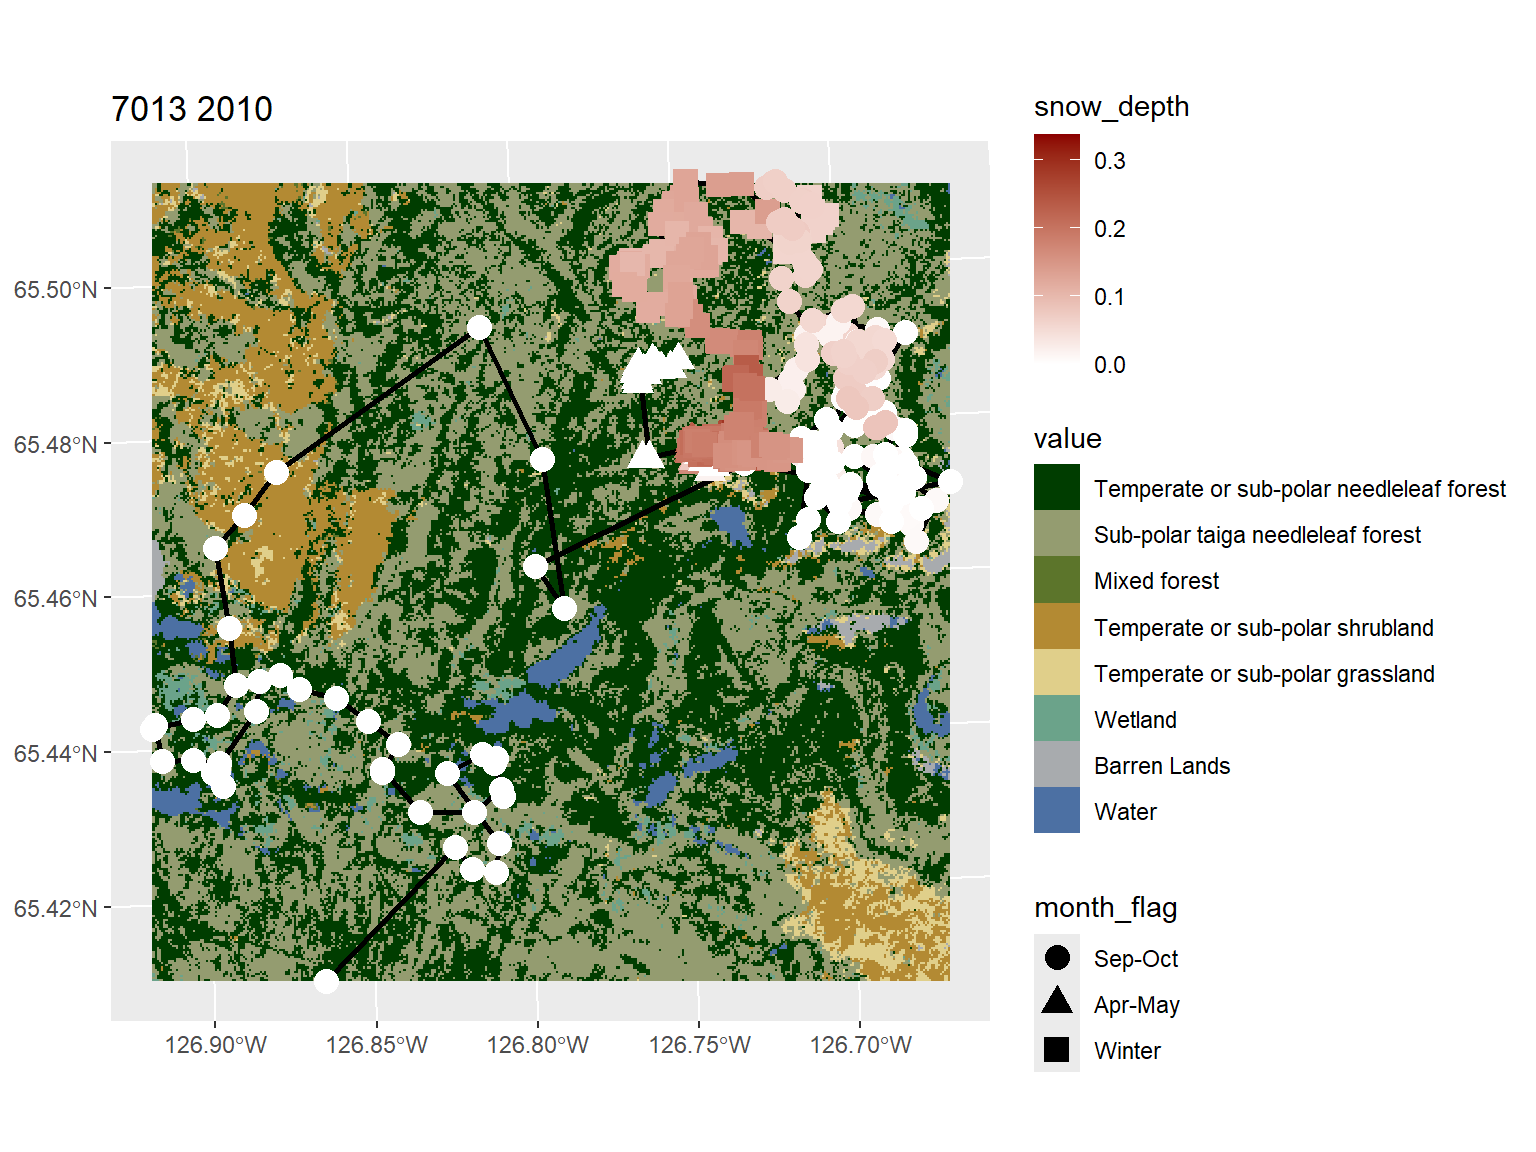 7013 2010
65.50°N
65.48°N
65.46°N
65.44°N
65.42°N
126.90°W
126.85°W
126.80°W
126.75°W
126.70°W
snow_depth
0.3
0.2
0.1
0.0
value
Temperate or sub-polar needleleaf forest
Sub-polar taiga needleleaf forest
Mixed forest
Temperate or sub-polar shrubland
Temperate or sub-polar grassland
Wetland
Barren Lands
Water
month_flag
Sep-Oct
Apr-May
Winter